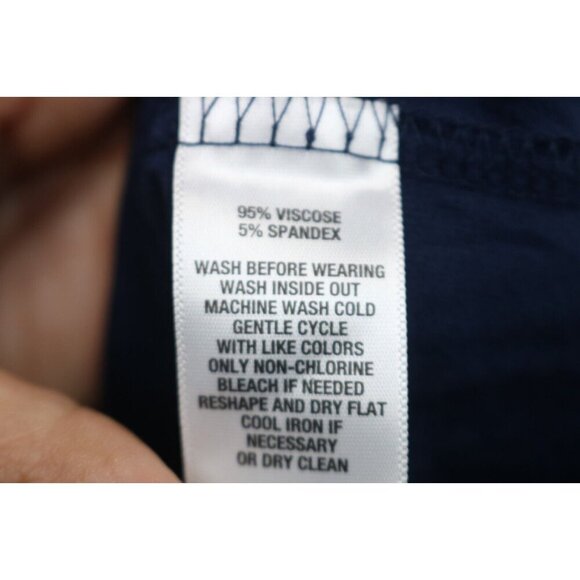 95% VISCOSE
5% SPANDEX
WASH BEFORE WEARING
WASH INSIDE OUT
MACHINE WASH COLD
GENTLE CYCLE
WITH LIKE COLORS
ONLY NON-CHLORINE
BLEACH IF NEEDED
RESHAPE AND DRY FLAT
COOL IRON IF
NECESSARY
OR DRY CLEAN